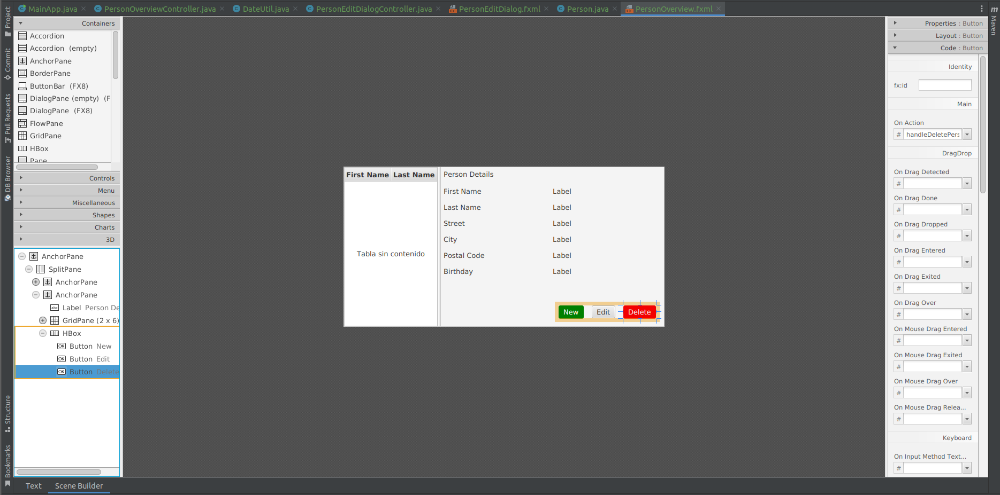 MainApp.java
PersonOverviewController.java
DateUtil.java
PersonEditDialogController.java
PersonEditDialog.fxml
Person.java
PersonOverview.fxml
Project
Commit
Pull Requests
DB Browser
Structure
Bookmarks
Containers
Accordion
Accordion (empty)
AnchorPane
BorderPane
ButtonBar (FX8)
DialogPane (empty) (F
DialogPane (FX8)
FlowPane
GridPane
HBox
Pane
Controls
Menu
Miscellaneous
Shapes
Charts
3D
AnchorPane
SplitPane
AnchorPane
AnchorPane
abc Label Person De
GridPane (2 x 6)
HBox
OK Button New
OK Button Edit
OK Button Delete
First Name Last Name
Tabla sin contenido
Person Details
First Name Label
Last Name Label
Street Label
City Label
Postal Code Label
Birthday Label
New Edit Delete
Properties : Button
Layout : Button
Code : Button
Identity
fx:id
Main
On Action
# handleDeletePers
DragDrop
On Drag Detected
#
On Drag Done
#
On Drag Dropped
#
On Drag Entered
#
On Drag Exited
#
On Drag Over
#
On Mouse Drag Entered
#
On Mouse Drag Exited
#
On Mouse Drag Over
#
On Mouse Drag Relea...
#
Keyboard
On Input Method Text...
#
m
Maven
Text Scene Builder